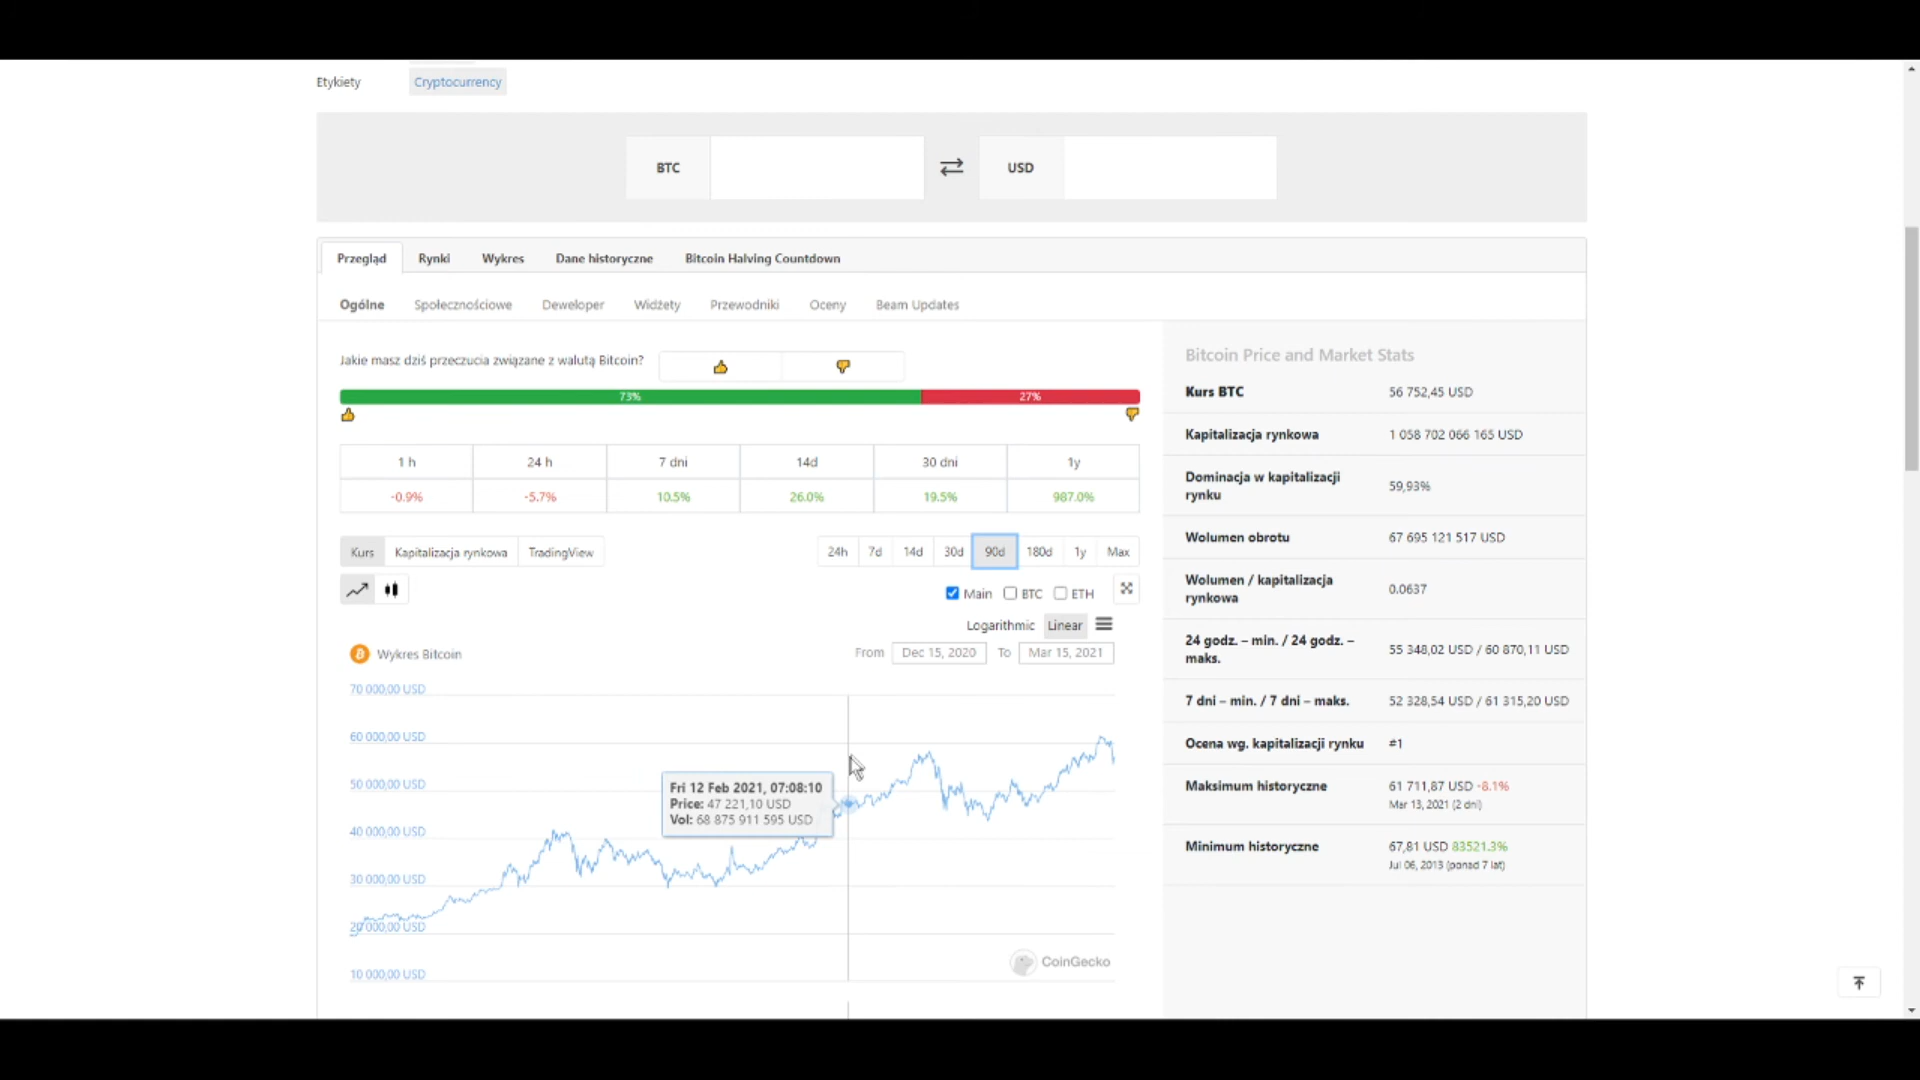 Etykiety Cryptocurrency
BTC USD
Przegląd Rynki Wykres Dane historyczne Bitcoin Halving Countdown
Ogólne Społecznościowe Deweloper Widżety Przewodniki Oceny Beam Updates
Jakie masz dziś przeczucia związane z walutą Bitcoin?
73% 27%
1 h 24 h 7 dni 14d 30 dni 1y
-0.9% -5.7% 10.5% 26.0% 19.5% 987.0%
Kurs Kapitalizacja rynkowa TradingView 24h 7d 14d 30d 90d 180d 1y Max
Main BTC ETH
Logarithmic Linear
Wykres Bitcoin From Dec 15, 2020 To Mar 15, 2021
70 000,00 USD
60 000,00 USD
50 000,00 USD
40 000,00 USD
30 000,00 USD
20 000,00 USD
10 000,00 USD
Fri 12 Feb 2021, 07:08:10
Price: 47 221,10 USD
Vol: 68 875 911 595 USD
CoinGecko
Bitcoin Price and Market Stats
Kurs BTC 56 752,45 USD
Kapitalizacja rynkowa 1 058 702 066 165 USD
Dominacja w kapitalizacji
rynku 59,93%
Wolumen obrotu 67 695 121 517 USD
Wolumen / kapitalizacja
rynkowa 0.0637
24 godz. – min. / 24 godz. –
maks. 55 348,02 USD / 60 870,11 USD
7 dni – min. / 7 dni – maks. 52 328,54 USD / 61 315,20 USD
Ocena wg. kapitalizacji rynku #1
Maksimum historyczne 61 711,87 USD -8.1%
Mar 13, 2021 (2 dni)
Minimum historyczne 67,81 USD 83521.3%
Jul 06, 2013 (ponad 7 lat)